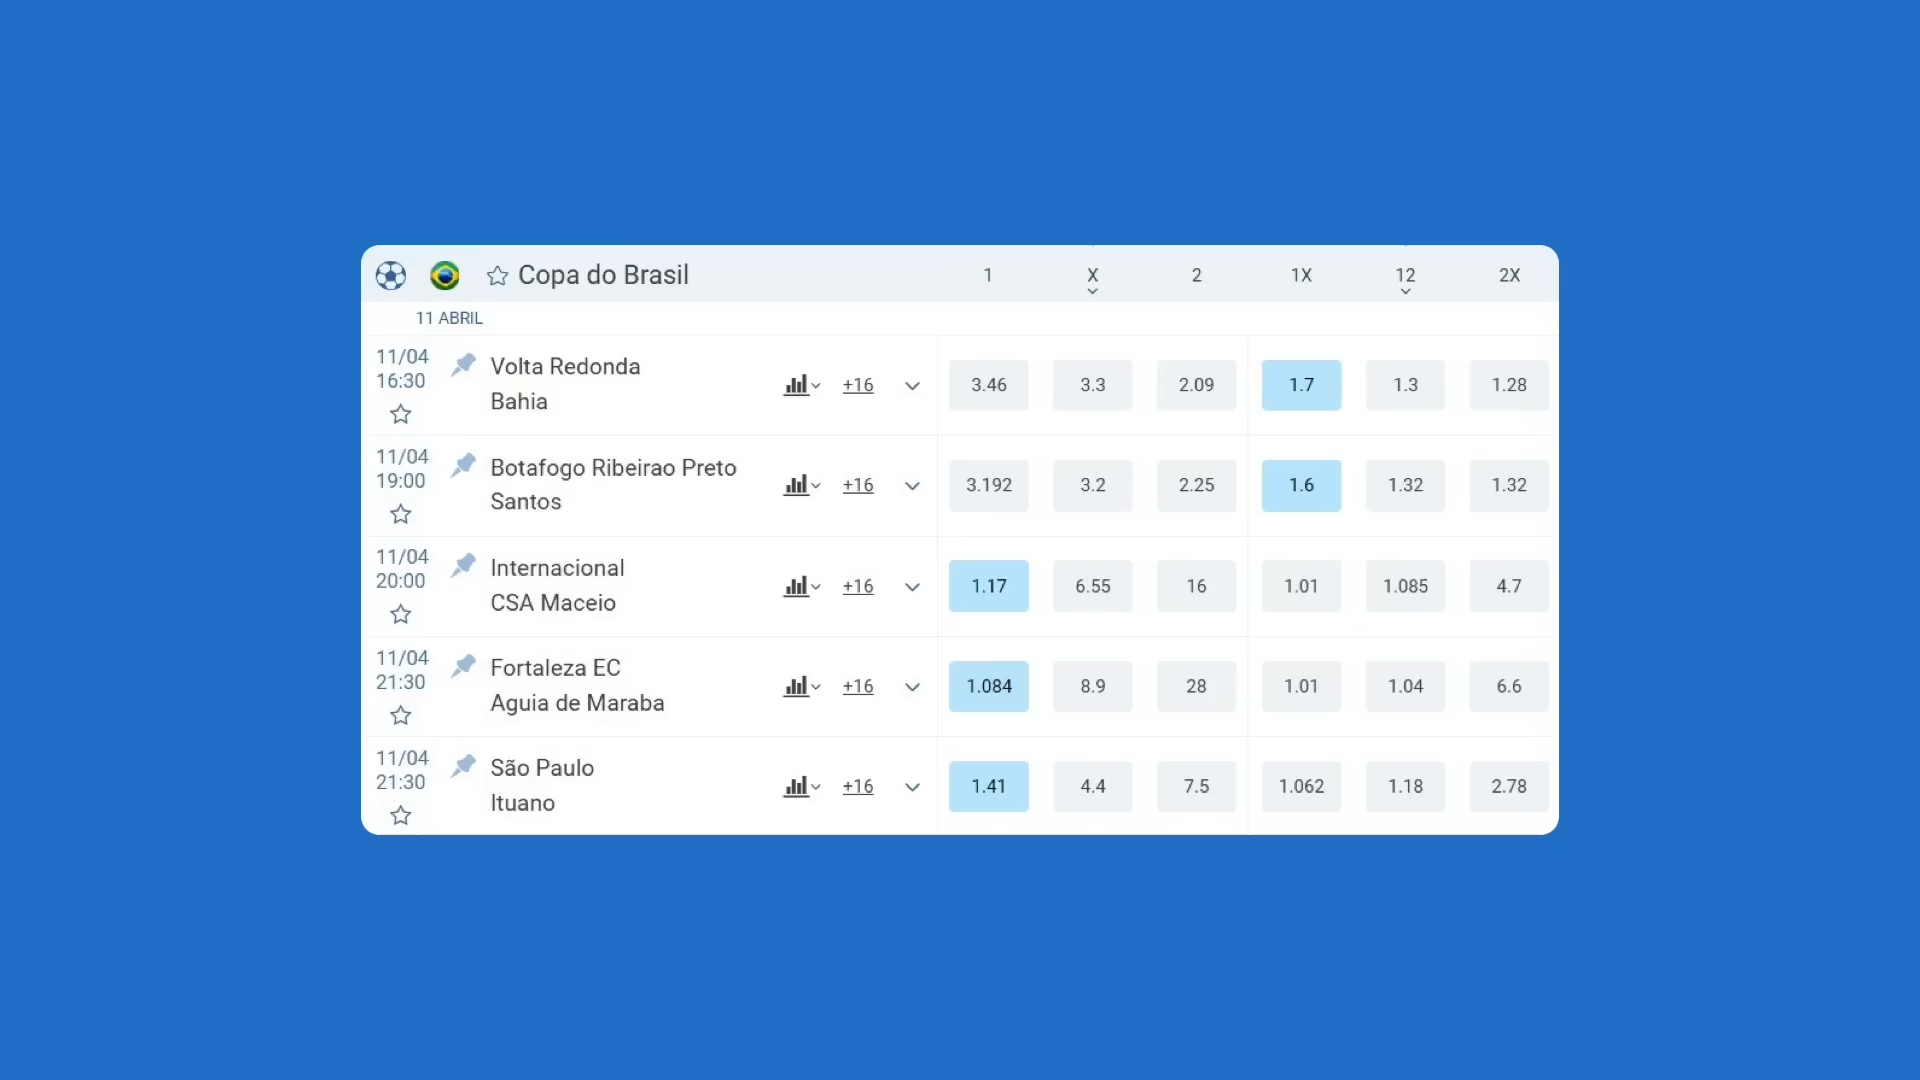 Copa do Brasil 1 X 2 1X 12 2X
11 ABRIL
11/04
16:30
Volta Redonda
Bahia
+16 3.46 3.3 2.09 1.7 1.3 1.28
11/04
19:00
Botafogo Ribeirao Preto
Santos
+16 3.192 3.2 2.25 1.6 1.32 1.32
11/04
20:00
Internacional
CSA Maceio
+16 1.17 6.55 16 1.01 1.085 4.7
11/04
21:30
Fortaleza EC
Aguia de Maraba
+16 1.084 8.9 28 1.01 1.04 6.6
11/04
21:30
São Paulo
Ituano
+16 1.41 4.4 7.5 1.062 1.18 2.78